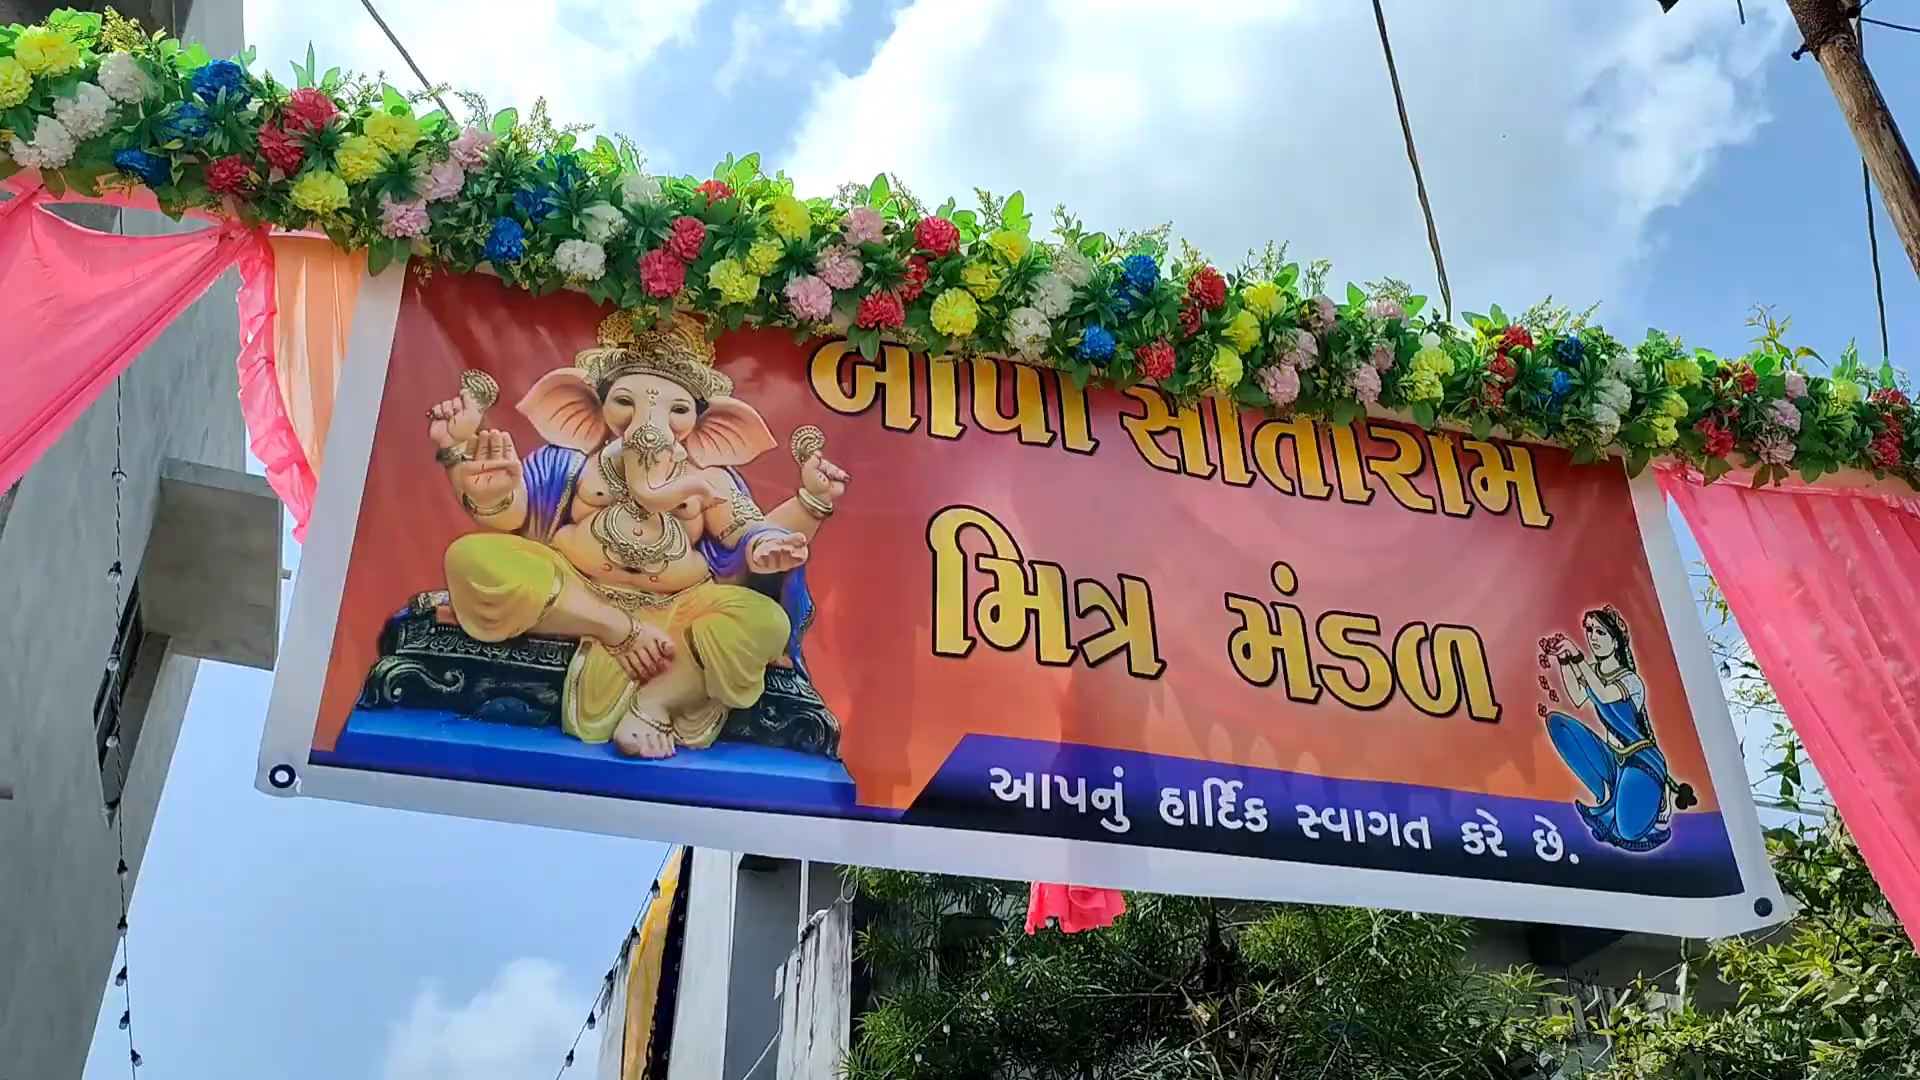 બાપા સીતારામ
મિત્ર મંડળ
આપનું હાર્દિક સ્વાગત કરે છે.